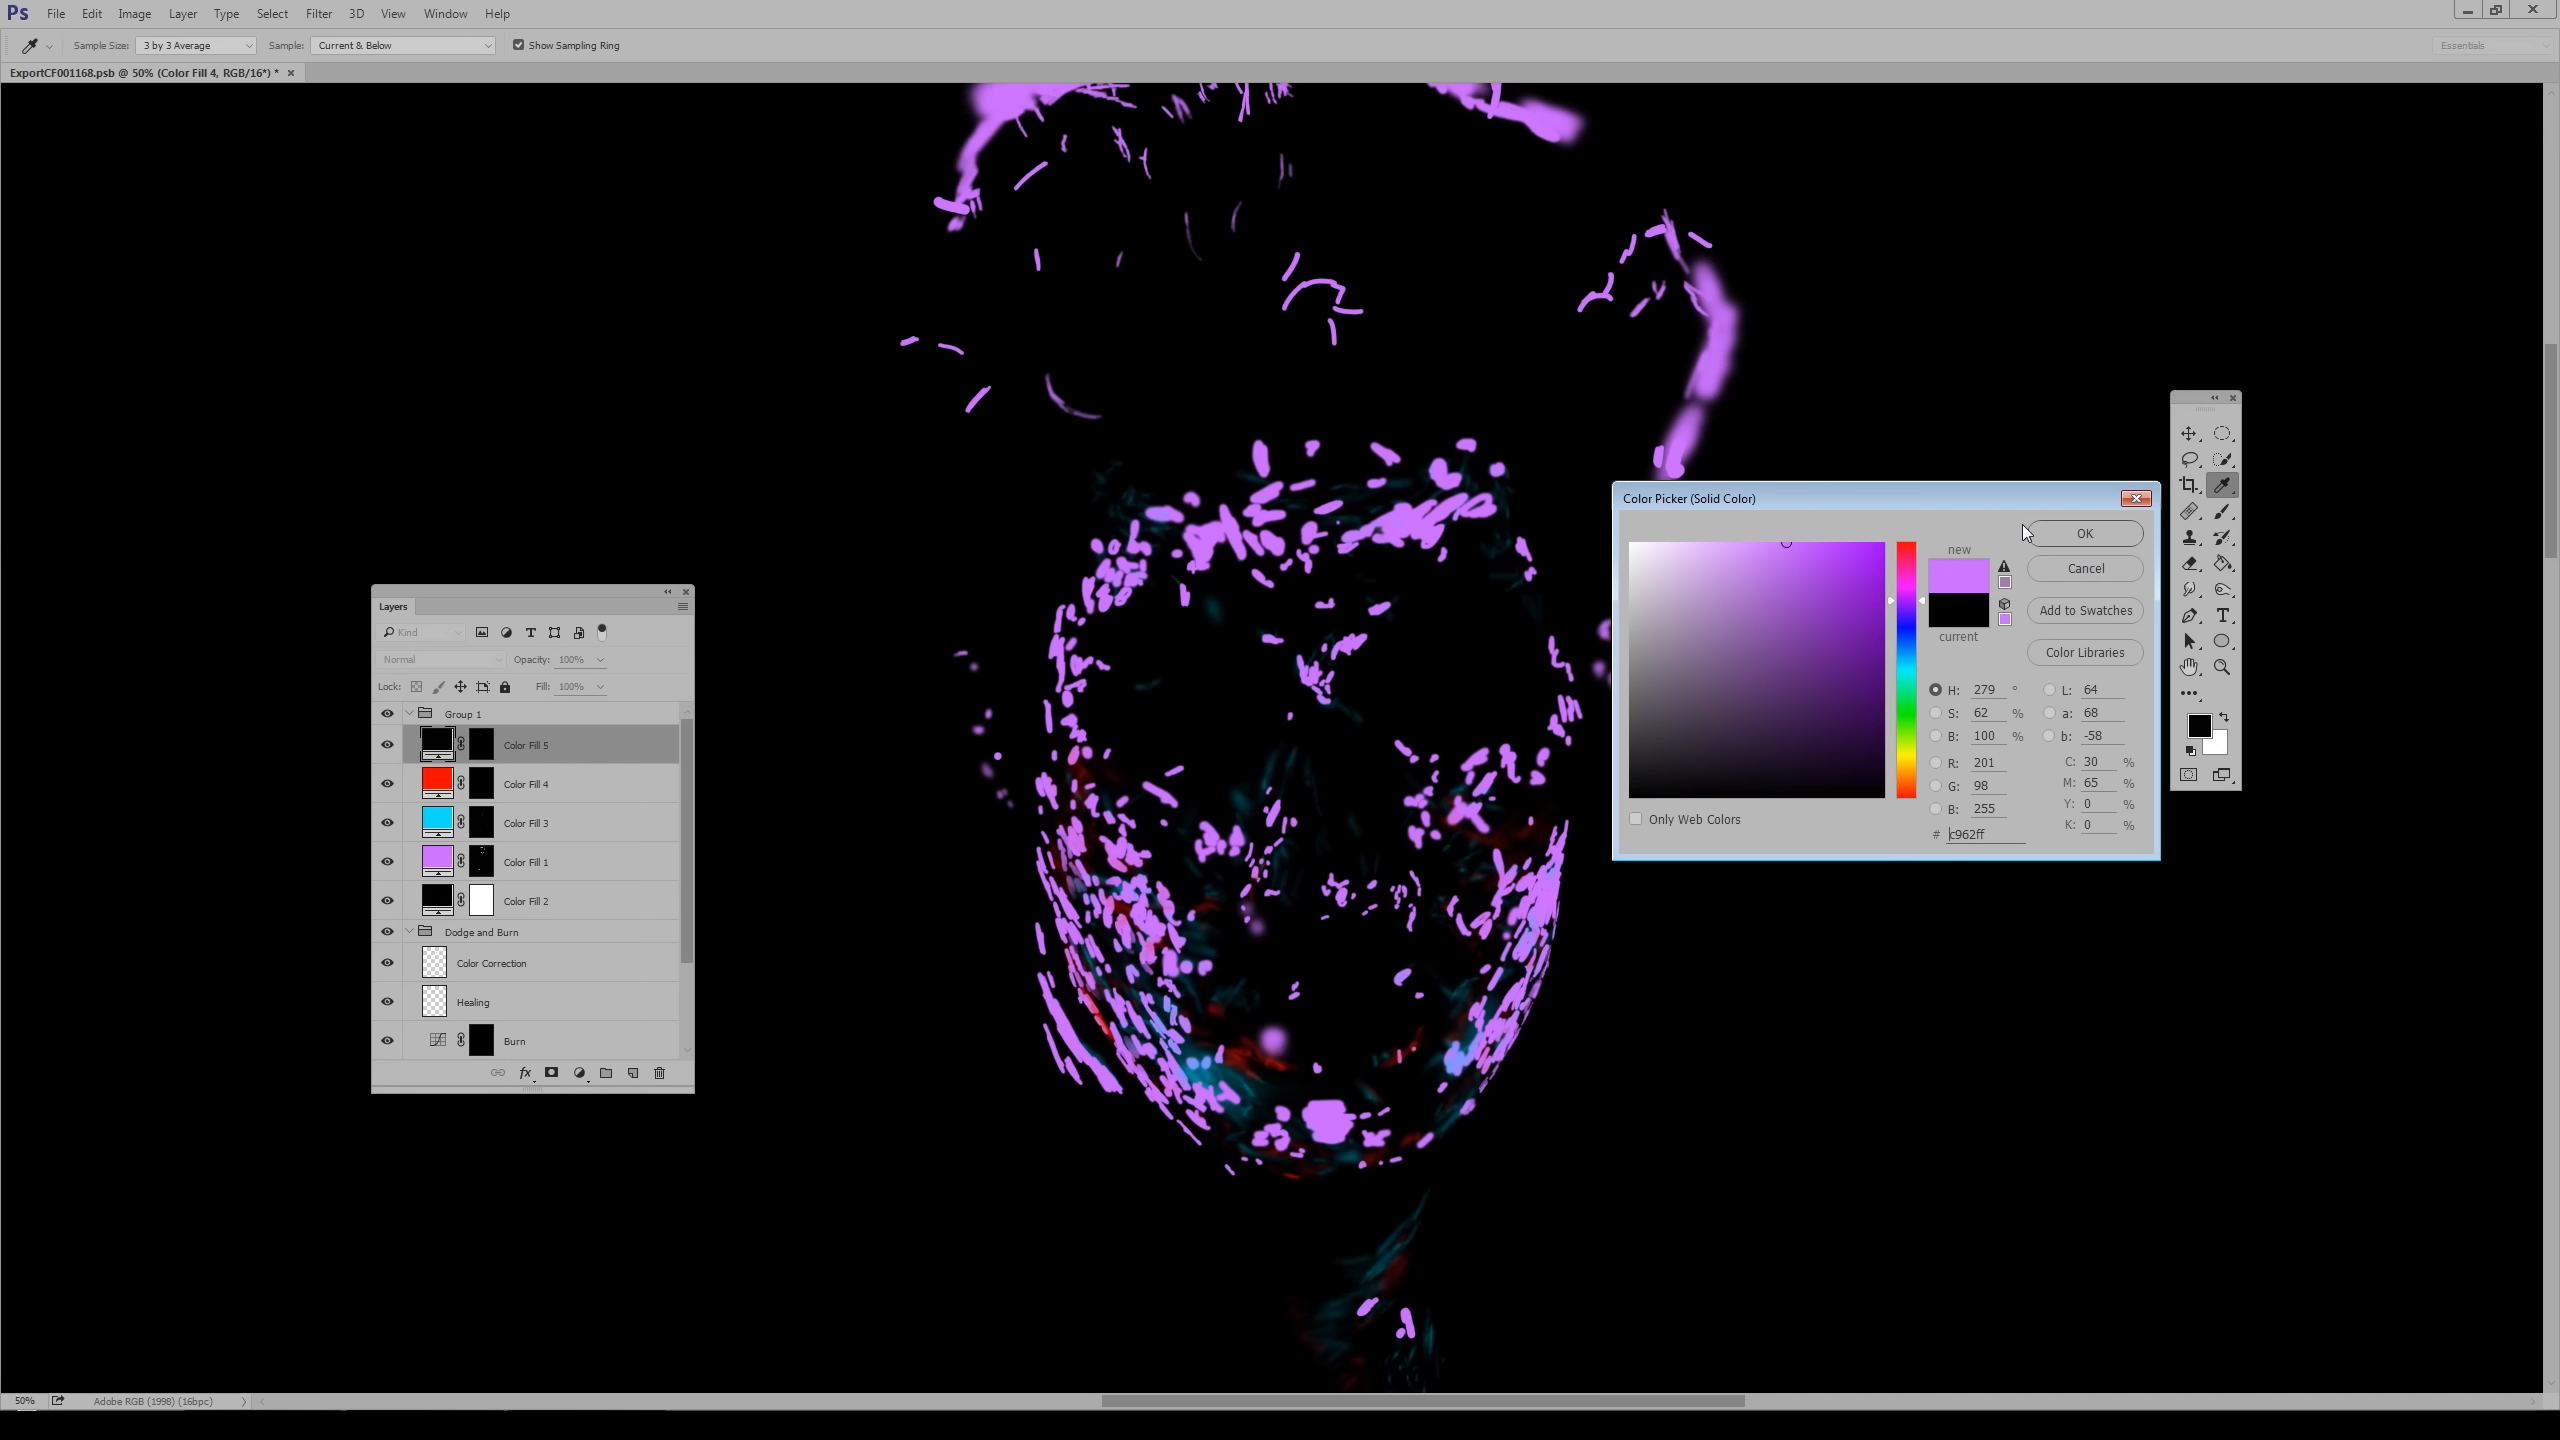 Ps File Edit Image Layer Type Select Filter 3D View Window Help
Sample Size: 3 by 3 Average Sample: Current & Below Show Sampling Ring Essentials
ExportCF001168.psb @ 50% (Color Fill 4, RGB/16*) *
Color Picker (Solid Color)
new
current
OK
Cancel
Add to Swatches
Color Libraries
H: 279 ° L: 64
S: 62 % a: 68
B: 100 % b: -58
R: 201 C: 30 %
G: 98 M: 65 %
B: 255 Y: 0 %
K: 0 %
# c962ff
Only Web Colors
Layers
Kind
Normal Opacity: 100%
Lock: Fill: 100%
Group 1
Color Fill 5
Color Fill 4
Color Fill 3
Color Fill 1
Color Fill 2
Dodge and Burn
Color Correction
Healing
Burn
fx
T
50% Adobe RGB (1998) (16bpc)